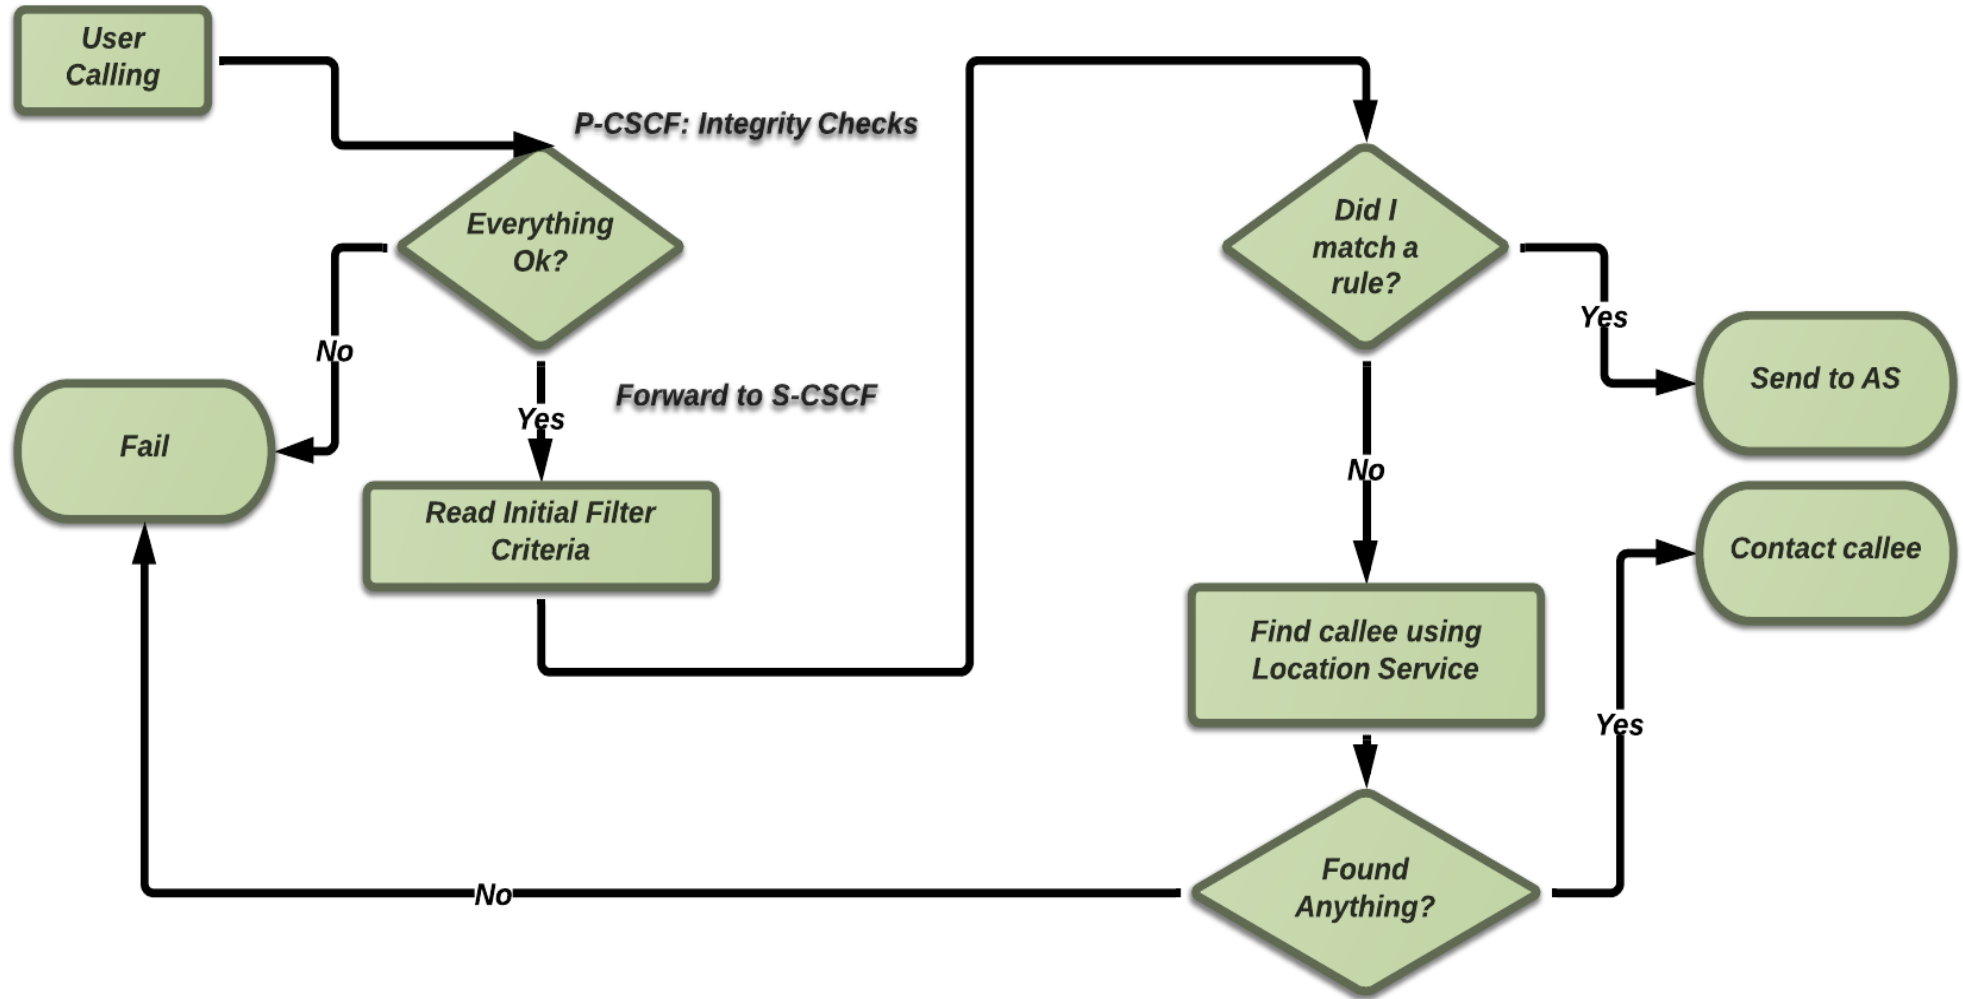 User
Calling
P-CSCF: Integrity Checks
Everything
Ok?
No
Yes
Forward to S-CSCF
Fail
Read Initial Filter
Criteria
Did I
match a
rule?
Yes
Send to AS
No
Contact callee
Find callee using
Location Service
Yes
Found
Anything?
No